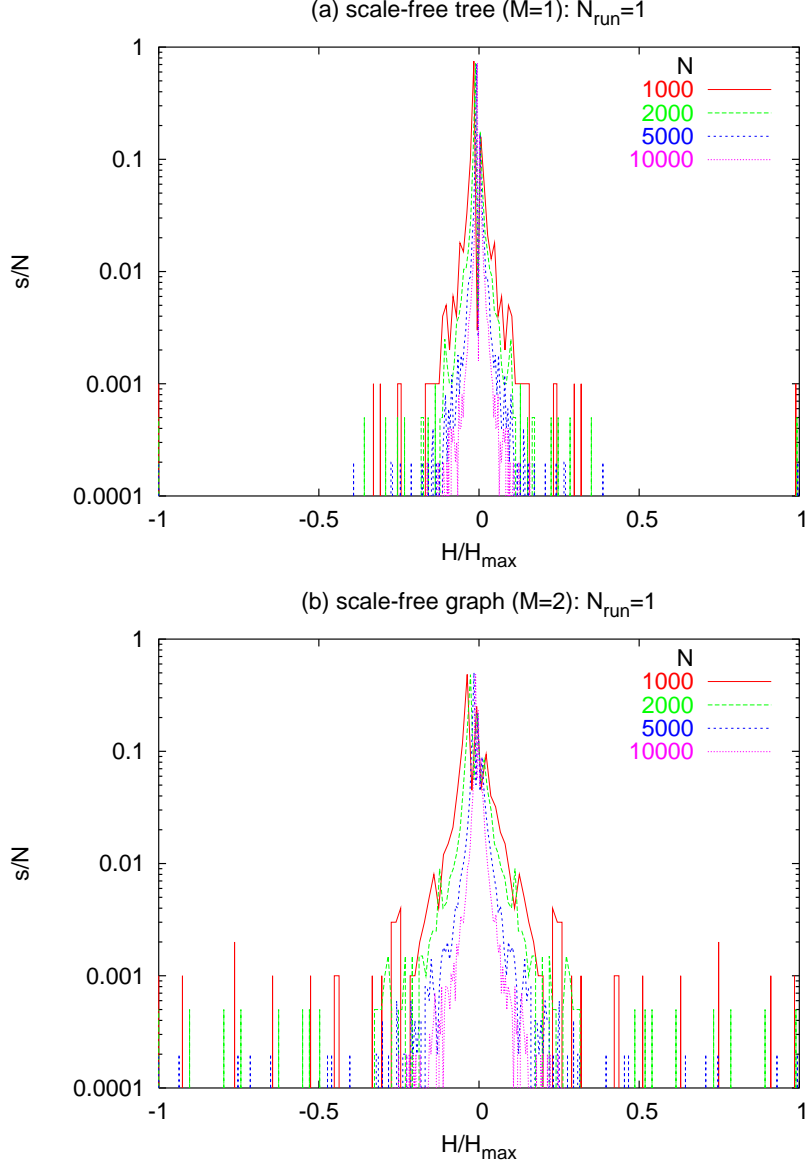 (a) scale-free tree (M=1): N_run=1
s/N
1
0.1
0.01
0.001
0.0001
-1 -0.5 0 0.5 1
H/H_max
N
1000
2000
5000
10000
(b) scale-free graph (M=2): N_run=1
s/N
1
0.1
0.01
0.001
0.0001
-1 -0.5 0 0.5 1
H/H_max
N
1000
2000
5000
10000